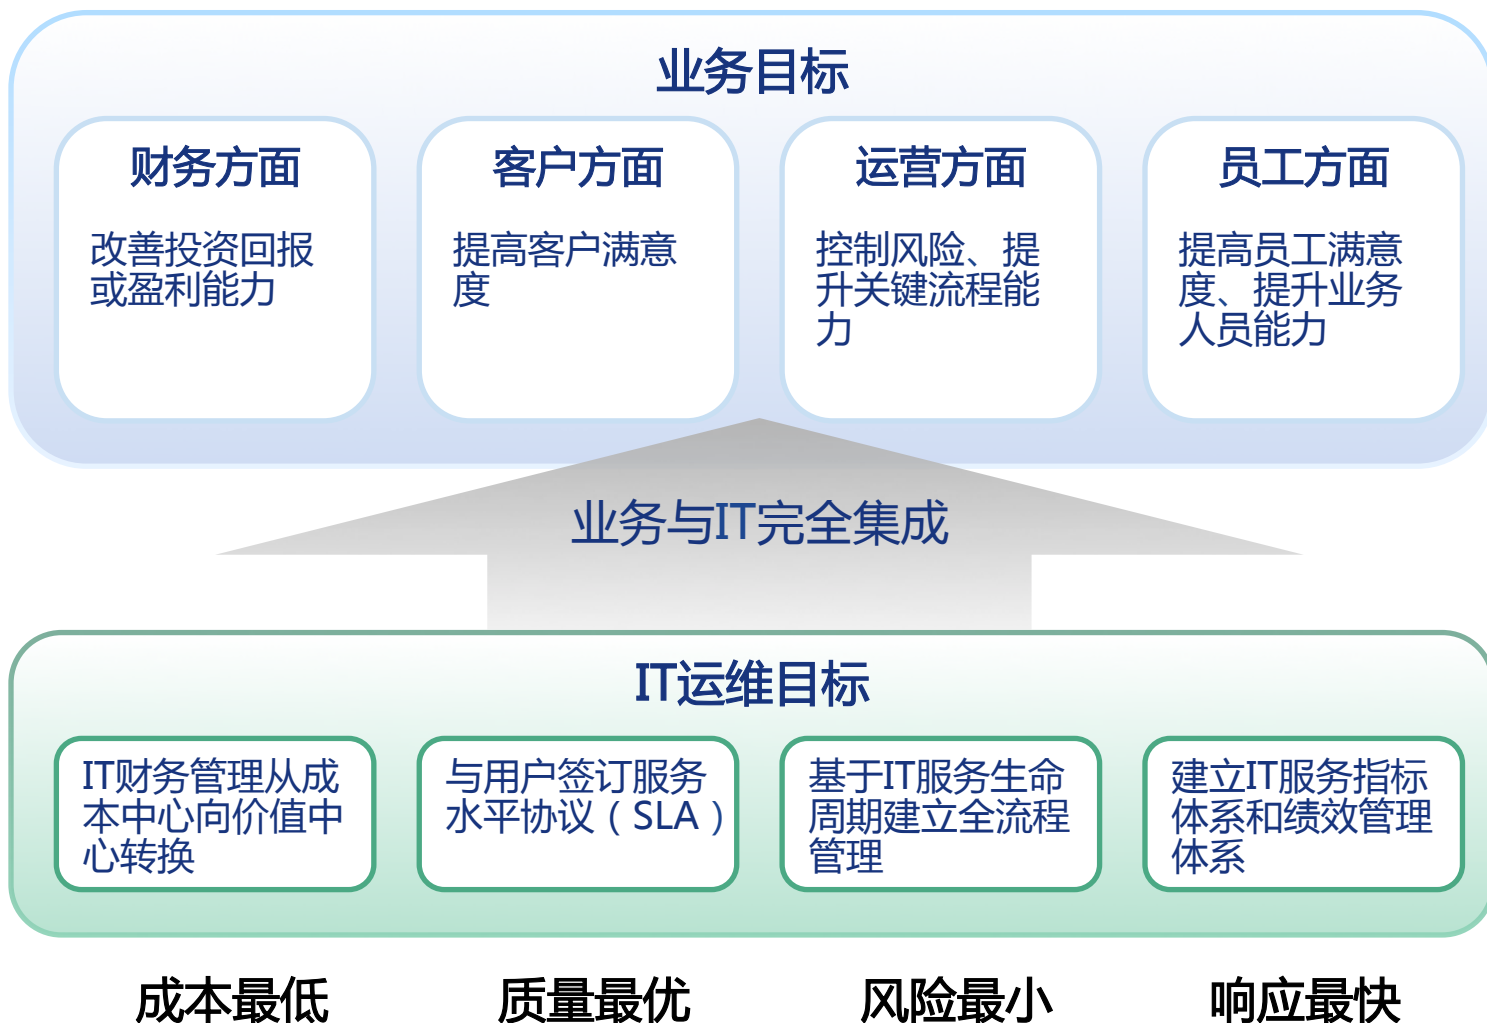 业务目标
财务方面
改善投资回报
或盈利能力
客户方面
提高客户满意
度
运营方面
控制风险、提
升关键流程能
力
员工方面
提高员工满意
度、提升业务
人员能力
业务与IT完全集成
IT运维目标
IT财务管理从成
本中心向价值中
心转换
与用户签订服务
水平协议（SLA）
基于IT服务生命
周期建立全流程
管理
建立IT服务指标
体系和绩效管理
体系
成本最低
质量最优
风险最小
响应最快